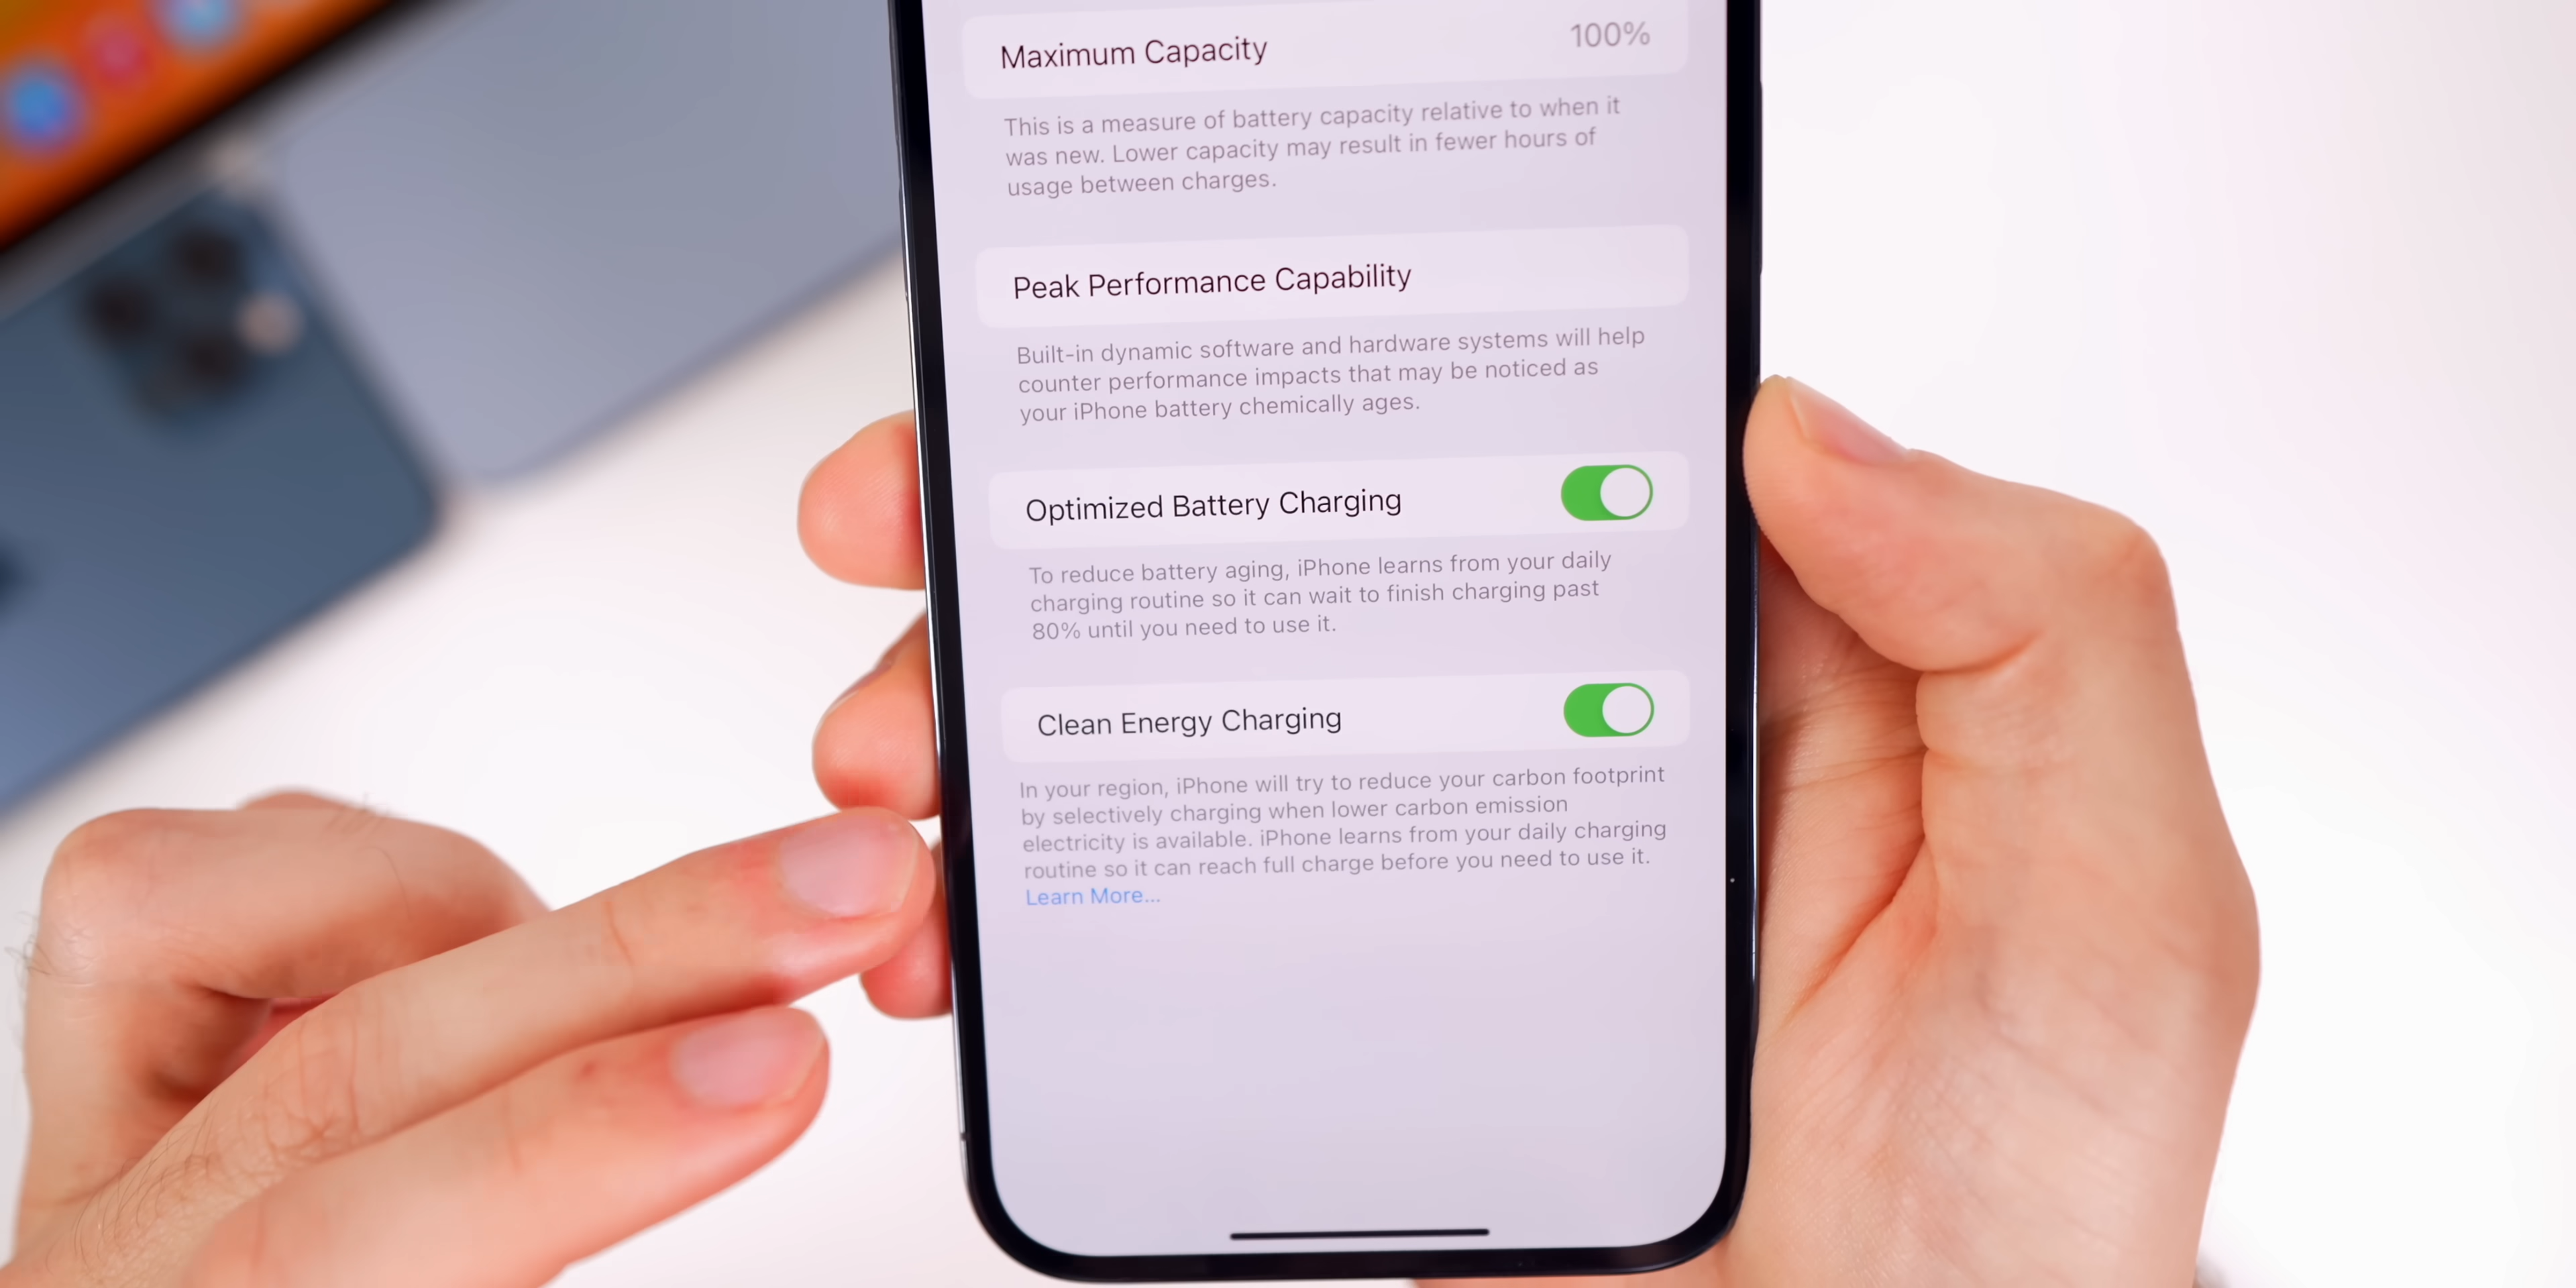 Maximum Capacity 100%
This is a measure of battery capacity relative to when it
was new. Lower capacity may result in fewer hours of
usage between charges.
Peak Performance Capability
Built-in dynamic software and hardware systems will help
counter performance impacts that may be noticed as
your iPhone battery chemically ages.
Optimized Battery Charging
To reduce battery aging, iPhone learns from your daily
charging routine so it can wait to finish charging past
80% until you need to use it.
Clean Energy Charging
In your region, iPhone will try to reduce your carbon footprint
by selectively charging when lower carbon emission
electricity is available. iPhone learns from your daily charging
routine so it can reach full charge before you need to use it.
Learn More...